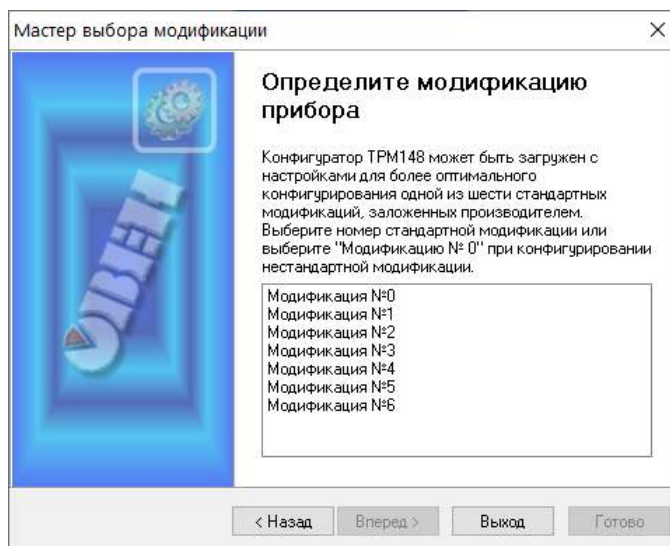 Мастер выбора модификации
Определите модификацию
прибора
Конфигуратор ТРМ148 может быть загружен с
настройками для более оптимального
конфигурирования одной из шести стандартных
модификаций, заложенных производителем.
Выберите номер стандартной модификации или
выберите "Модификацию № 0" при конфигурировании
нестандартной модификации.
Модификация №0
Модификация №1
Модификация №2
Модификация №3
Модификация №4
Модификация №5
Модификация №6
ОВЕН
< Назад
Вперед >
Выход
Готово